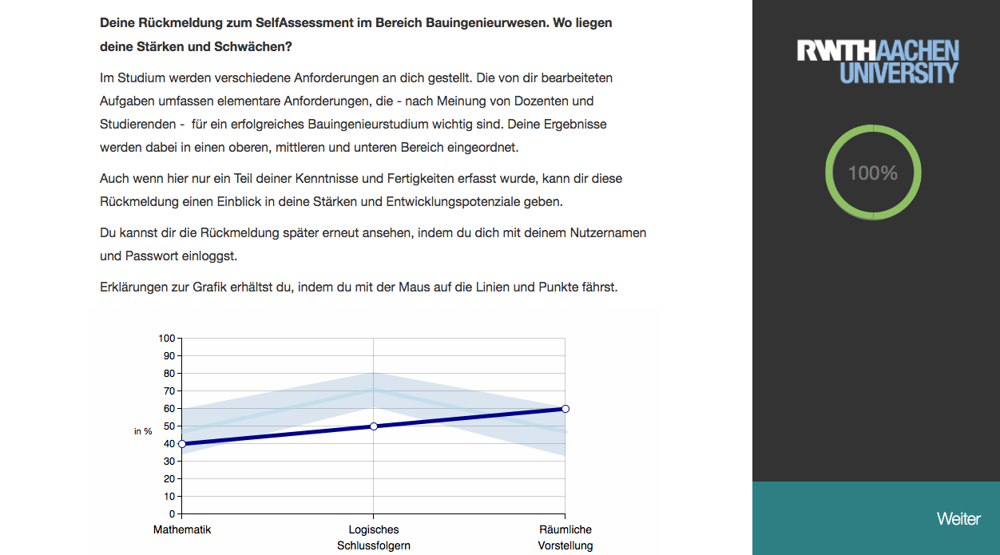 Deine Rückmeldung zum SelfAssessment im Bereich Bauingenieurwesen. Wo liegen
deine Stärken und Schwächen?
Im Studium werden verschiedene Anforderungen an dich gestellt. Die von dir bearbeiteten
Aufgaben umfassen elementare Anforderungen, die - nach Meinung von Dozenten und
Studierenden - für ein erfolgreiches Bauingenieurstudium wichtig sind. Deine Ergebnisse
werden dabei in einen oberen, mittleren und unteren Bereich eingeordnet.
Auch wenn hier nur ein Teil deiner Kenntnisse und Fertigkeiten erfasst wurde, kann dir diese
Rückmeldung einen Einblick in deine Stärken und Entwicklungspotenziale geben.
Du kannst dir die Rückmeldung später erneut ansehen, indem du dich mit deinem Nutzernamen
und Passwort einloggst.
Erklärungen zur Grafik erhältst du, indem du mit der Maus auf die Linien und Punkte fährst.
100
90
80
70
60
50
in %
40
30
20
10
0
Mathematik
Logisches
Schlussfolgern
Räumliche
Vorstellung
RWTHAACHEN
UNIVERSITY
100%
Weiter